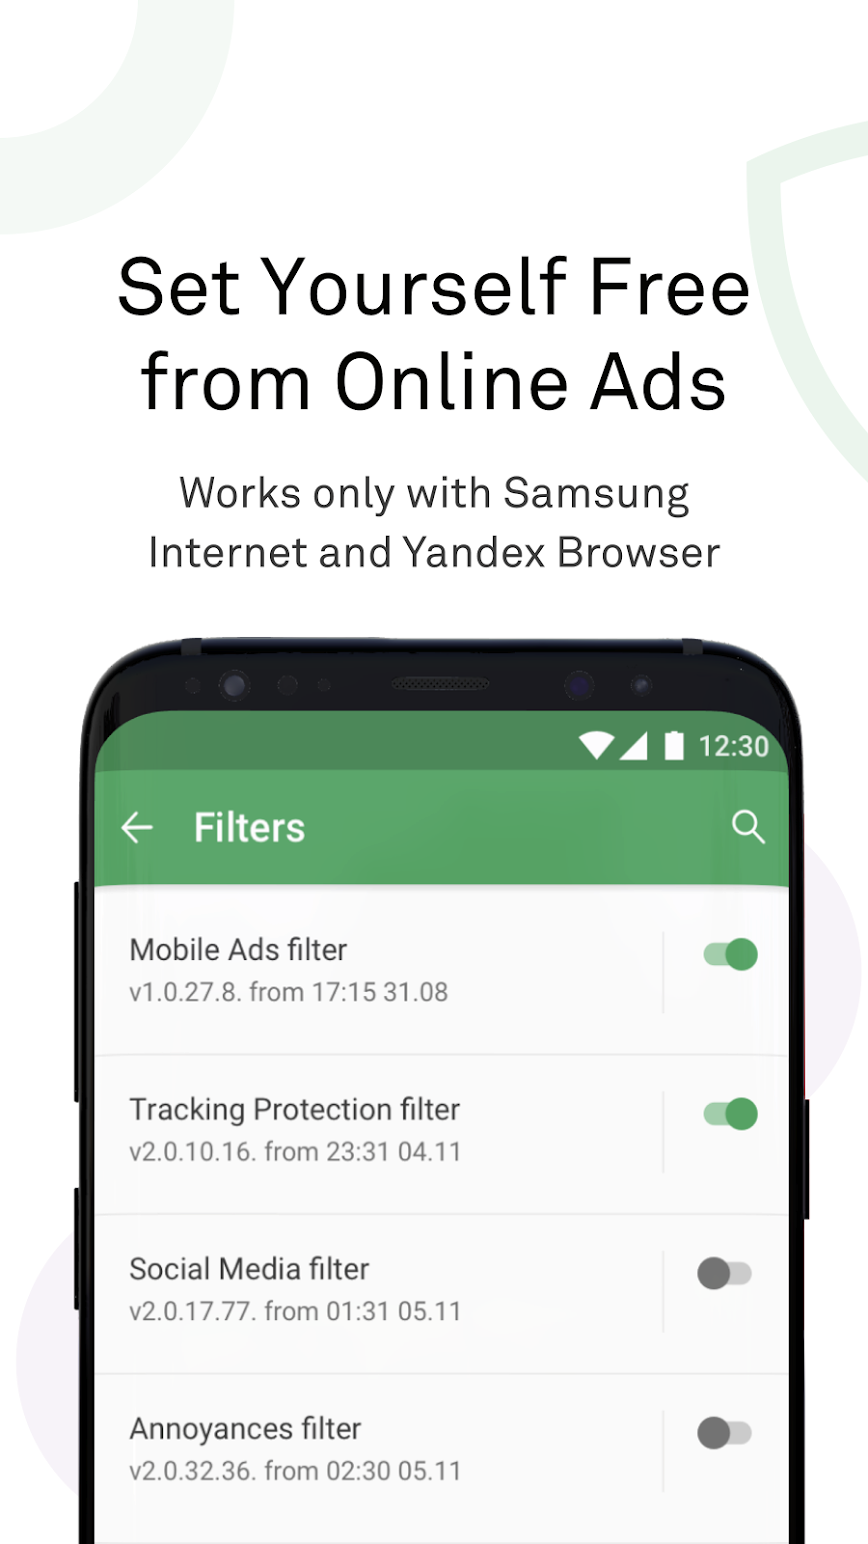 Set Yourself Free
from Online Ads
Works only with Samsung
Internet and Yandex Browser
12:30
Filters
Mobile Ads filter
v1.0.27.8. from 17:15 31.08
Tracking Protection filter
v2.0.10.16. from 23:31 04.11
Social Media filter
v2.0.17.77. from 01:31 05.11
Annoyances filter
v2.0.32.36. from 02:30 05.11